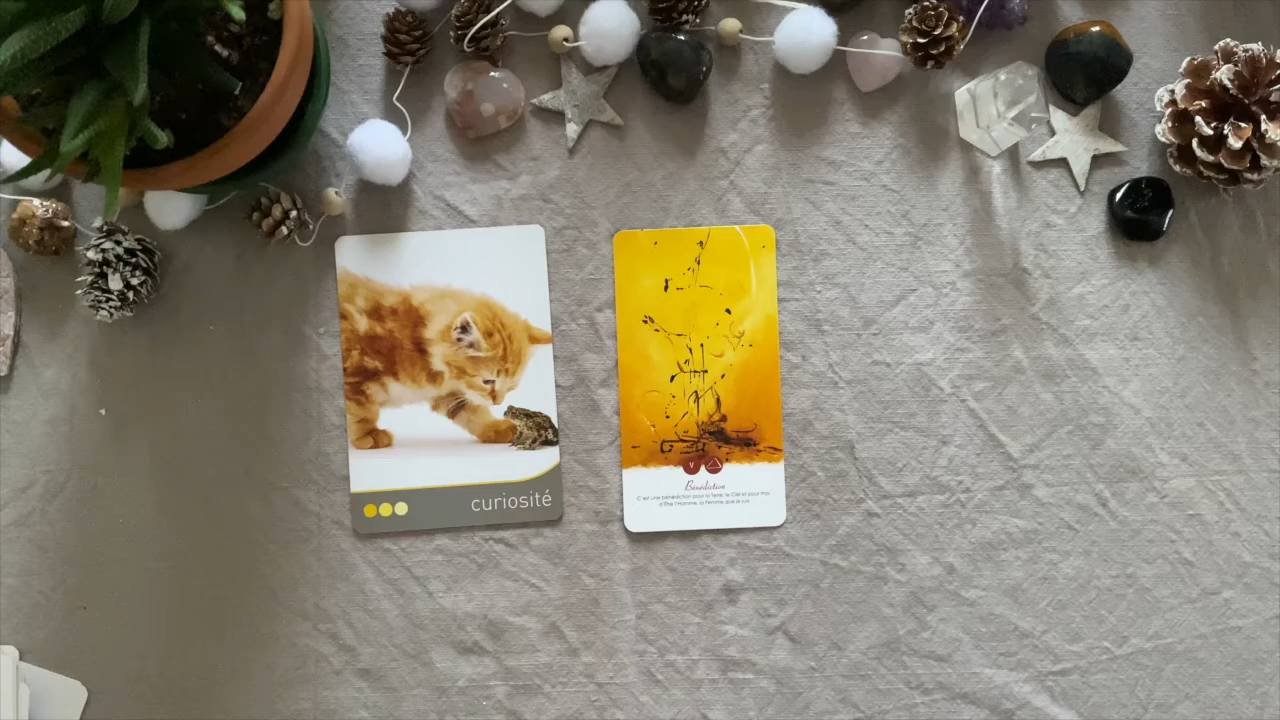 curiosité
V
Bénédiction
C'est une bénédiction pour la Terre, le Ciel et pour moi
d'Être l'Homme, la Femme que je suis.